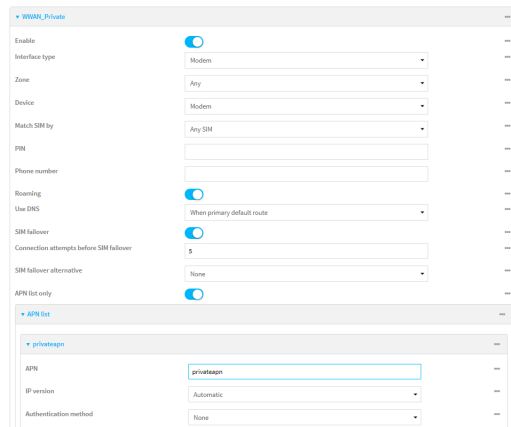 WWAN_Private
Enable
Interface type Modem
Zone Any
Device Modem
Match SIM by Any SIM
PIN
Phone number
Roaming
Use DNS When primary default route
SIM failover
Connection attempts before SIM failover 5
SIM failover alternative None
APN list only
APN list
privateapn
APN privateapn
IP version Automatic
Authentication method None